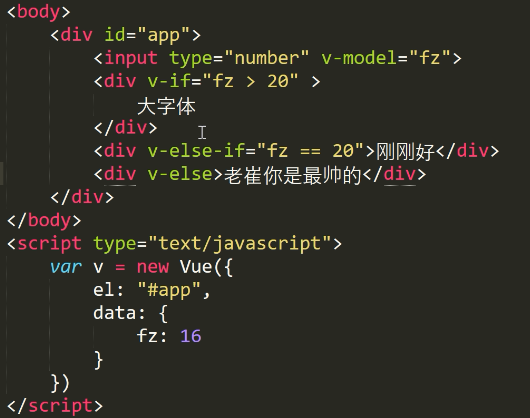 <body>
    <div id="app">
        <input type="number" v-model="fz">
        <div v-if="fz > 20" >
            大字体
        </div>
        <div v-else-if="fz == 20">刚刚好</div>
        <div v-else>老崔你是最帅的</div>
    </div>
</body>
<script type="text/javascript">
    var v = new Vue({
        el: "#app",
        data: {
            fz: 16
        }
    })
</script>